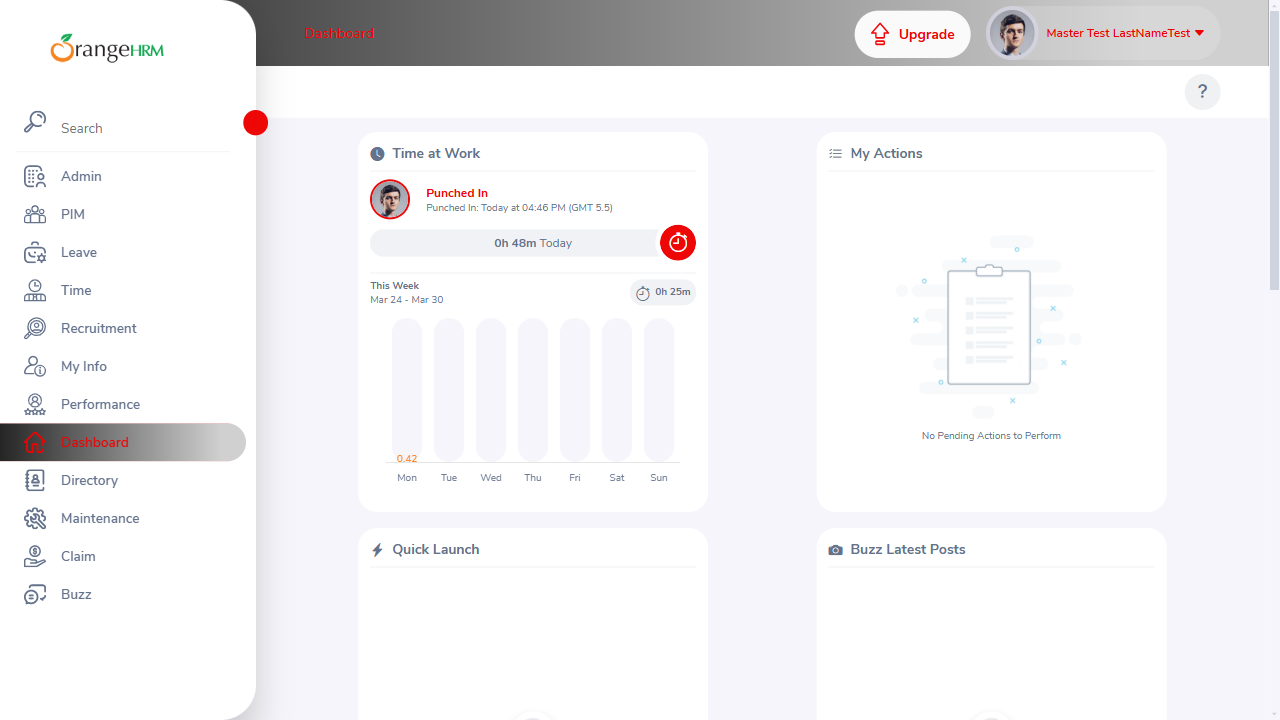 OrangeHRM
Search
Admin
PIM
Leave
Time
Recruitment
My Info
Performance
Dashboard
Directory
Maintenance
Claim
Buzz
Dashboard
Upgrade
Master Test LastNameTest
?
Time at Work
Punched In
Punched In: Today at 04:46 PM (GMT 5.5)
0h 48m Today
This Week
Mar 24 - Mar 30
0h 25m
0.42
Mon Tue Wed Thu Fri Sat Sun
My Actions
No Pending Actions to Perform
Quick Launch
Buzz Latest Posts